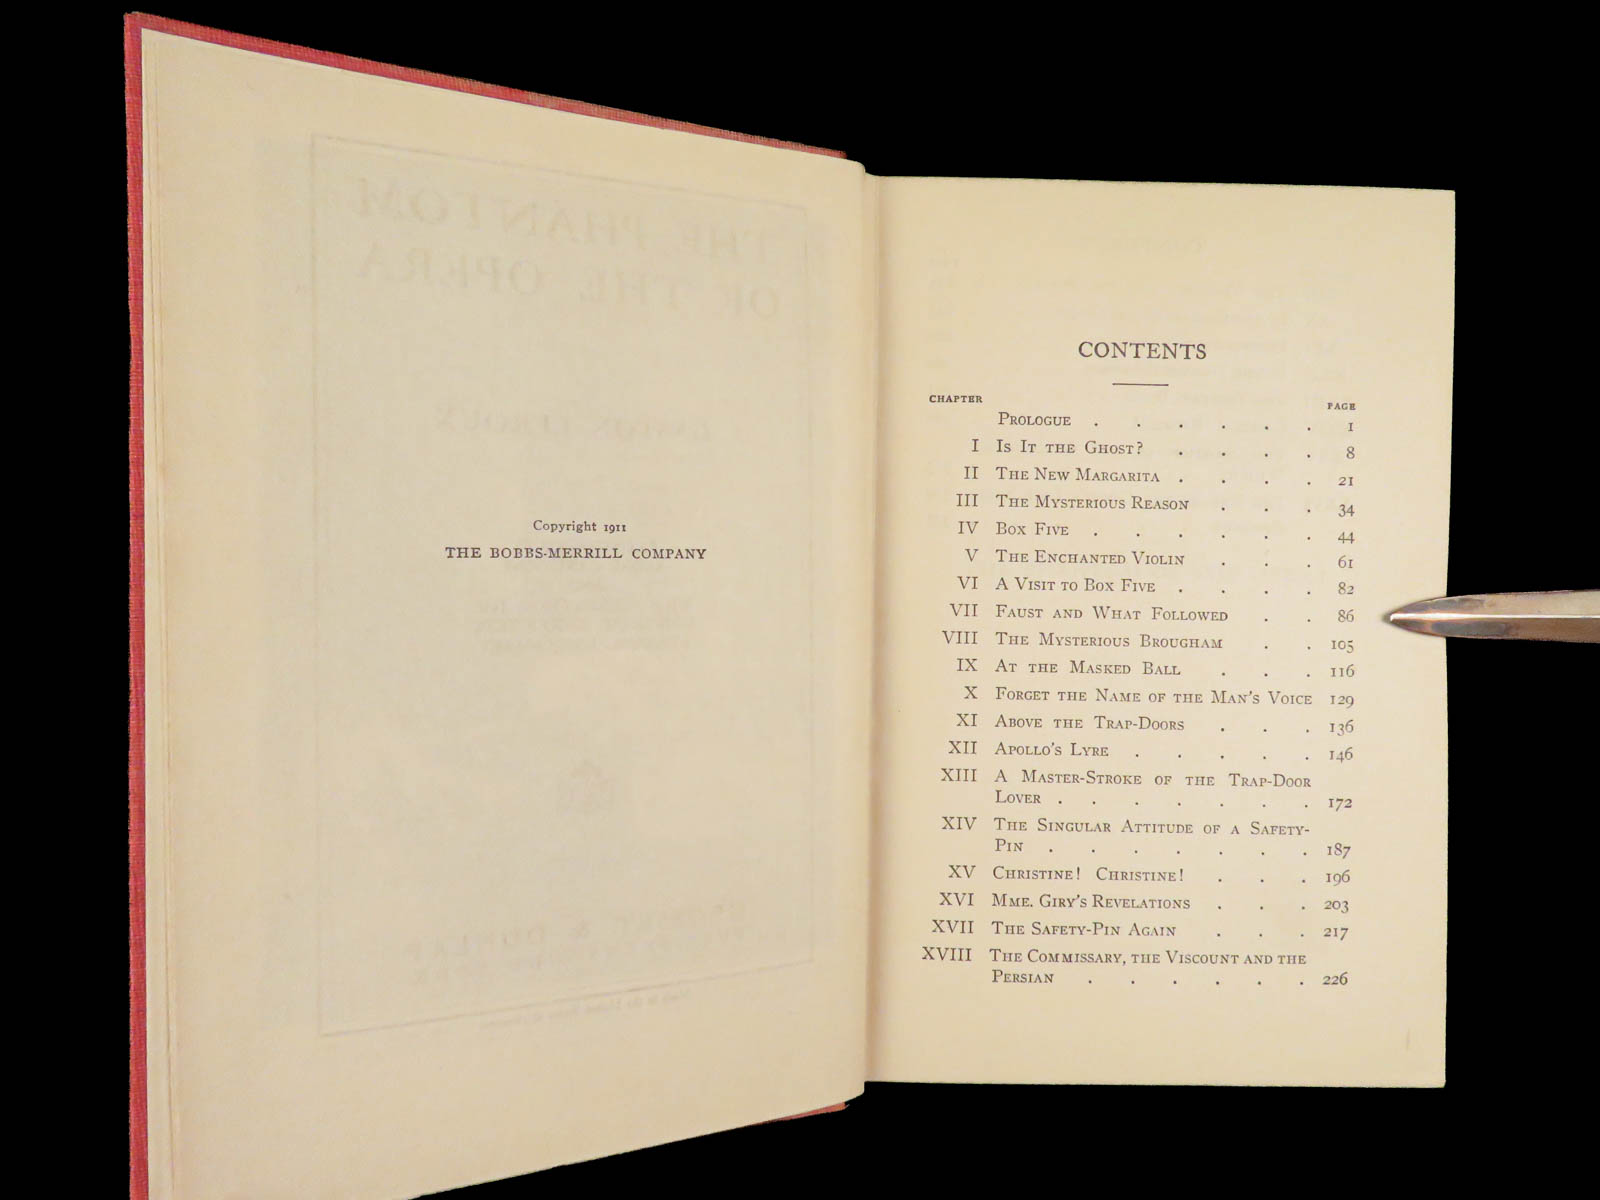 Copyright 1911
THE BOBBS-MERRILL COMPANY
CONTENTS
CHAPTER PAGE
PROLOGUE . . . . . . 1
I IS IT THE GHOST? . . . . 8
II THE NEW MARGARITA . . . . 21
III THE MYSTERIOUS REASON . . . 34
IV BOX FIVE . . . . . . 44
V THE ENCHANTED VIOLIN . . . 61
VI A VISIT TO BOX FIVE . . . . 82
VII FAUST AND WHAT FOLLOWED . . 86
VIII THE MYSTERIOUS BROUGHAM . . 105
IX AT THE MASKED BALL . . . 116
X FORGET THE NAME OF THE MAN'S VOICE 129
XI ABOVE THE TRAP-DOORS . . . 136
XII APOLLO'S LYRE . . . . . 146
XIII A MASTER-STROKE OF THE TRAP-DOOR
LOVER . . . . . . . 172
XIV THE SINGULAR ATTITUDE OF A SAFETY-
PIN . . . . . . . 187
XV CHRISTINE! CHRISTINE! . . . 196
XVI MME. GIRY'S REVELATIONS . . . 203
XVII THE SAFETY-PIN AGAIN . . . 217
XVIII THE COMMISSARY, THE VISCOUNT AND THE
PERSIAN . . . . . . 226
THE PHANTOM
OF THE OPERA